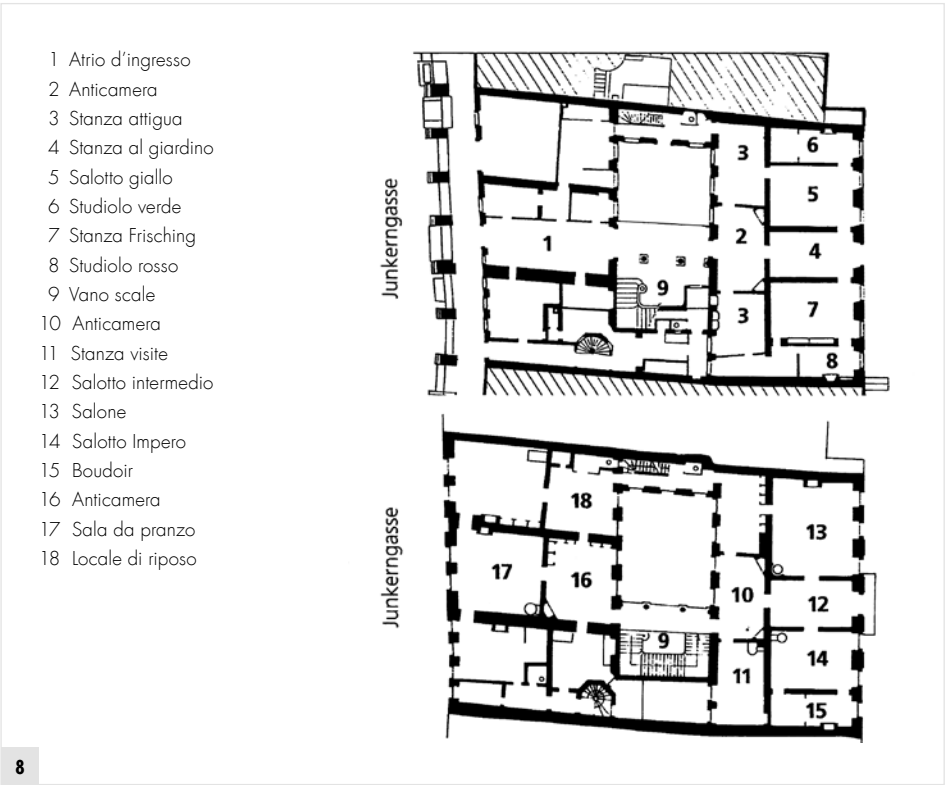 1 Atrio d’ingresso
2 Anticamera
3 Stanza attigua
4 Stanza al giardino
5 Salotto giallo
6 Studiolo verde
7 Stanza Frisching
8 Studiolo rosso
9 Vano scale
10 Anticamera
11 Stanza visite
12 Salotto intermedio
13 Salone
14 Salotto Impero
15 Boudoir
16 Anticamera
17 Sala da pranzo
18 Locale di riposo
Junkerngasse
3
6
5
1
2
4
9
3
7
8
Junkerngasse
18
13
17
16
10
12
9
11
14
15
8